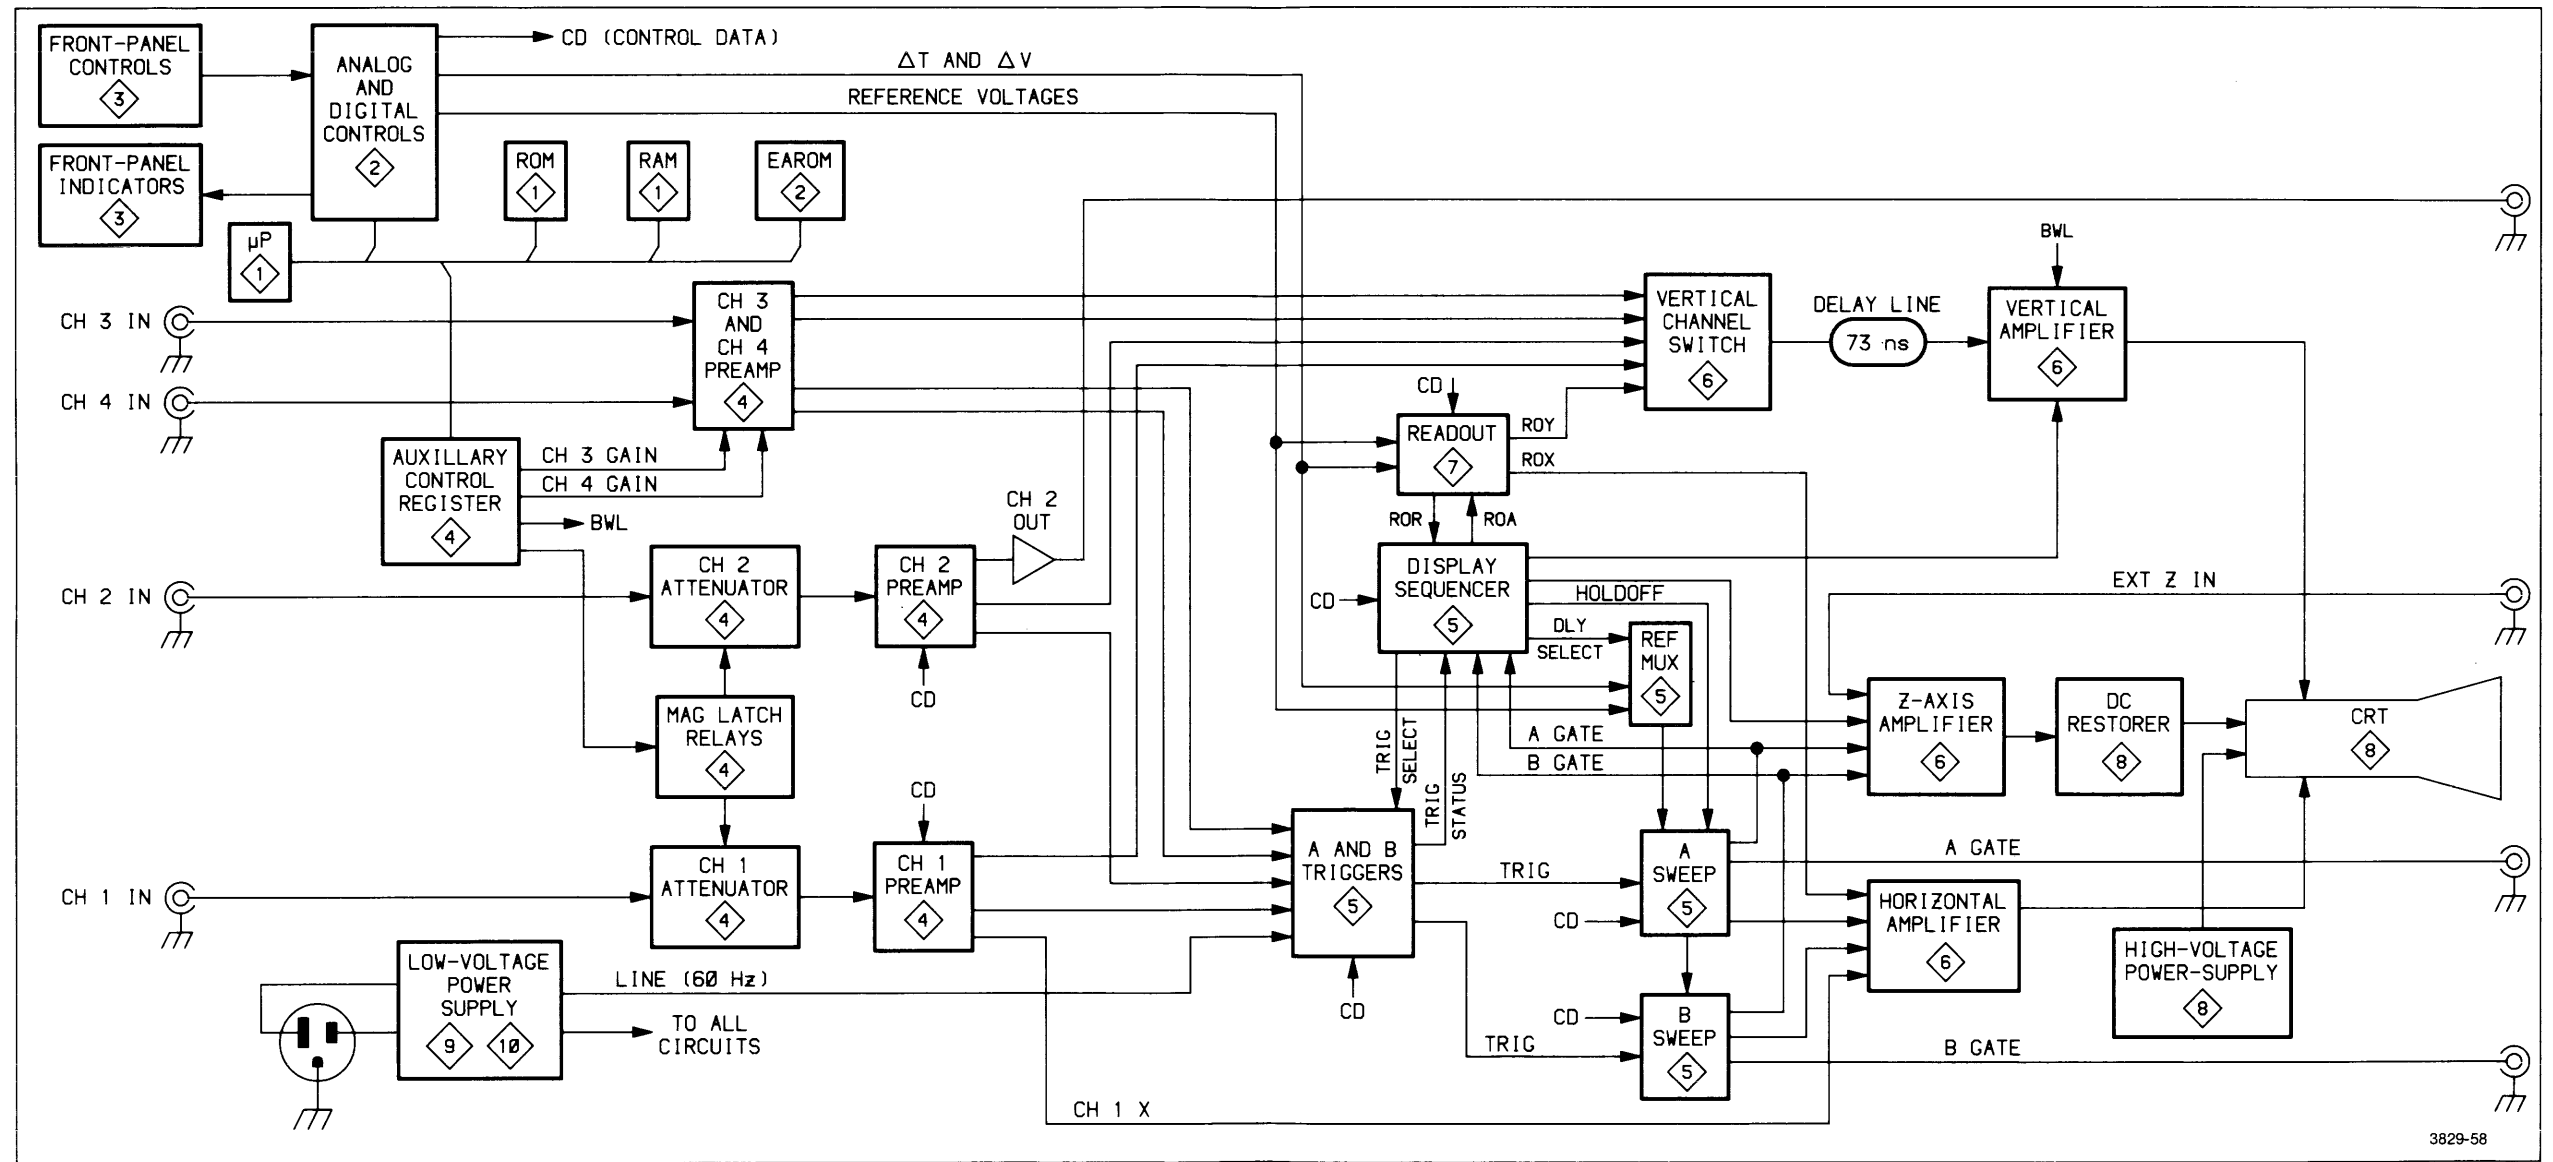 FRONT-PANEL
CONTROLS
3
ANALOG
AND
DIGITAL
CONTROLS
2
CD (CONTROL DATA)
△T AND △V
REFERENCE VOLTAGES
FRONT-PANEL
INDICATORS
3
µP
1
ROM
1
RAM
1
EAROM
2
CH 3 IN
CH 4 IN
CH 3
AND
CH 4
PREAMP
4
AUXILLARY
CONTROL
REGISTER
4
CH 3 GAIN
CH 4 GAIN
BWL
CH 2 IN
CH 2
ATTENUATOR
4
CH 2
PREAMP
4
CD
CH 2
OUT
MAG LATCH
RELAYS
4
CH 1 IN
CH 1
ATTENUATOR
4
CD
CH 1
PREAMP
4
LOW-VOLTAGE
POWER
SUPPLY
9 10
LINE (60 Hz)
TO ALL
CIRCUITS
CH 1 X
VERTICAL
CHANNEL
SWITCH
6
DELAY LINE
73 ns
BWL
VERTICAL
AMPLIFIER
6
CD
READOUT
7
ROY
ROX
ROR
ROA
CD
DISPLAY
SEQUENCER
5
HOLDOFF
DLY
SELECT
REF
MUX
5
A GATE
B GATE
TRIG
SELECT
TRIG
STATUS
A AND B
TRIGGERS
5
CD
TRIG
CD
A
SWEEP
5
TRIG
CD
B
SWEEP
5
EXT Z IN
Z-AXIS
AMPLIFIER
6
DC
RESTORER
8
CRT
8
A GATE
HORIZONTAL
AMPLIFIER
6
HIGH-VOLTAGE
POWER-SUPPLY
8
B GATE
3829-58